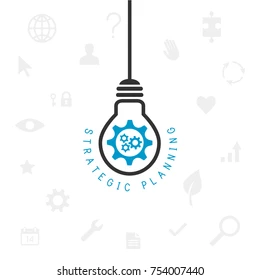 STRATEGIC PLANNING
shutterstock.com · 754007440